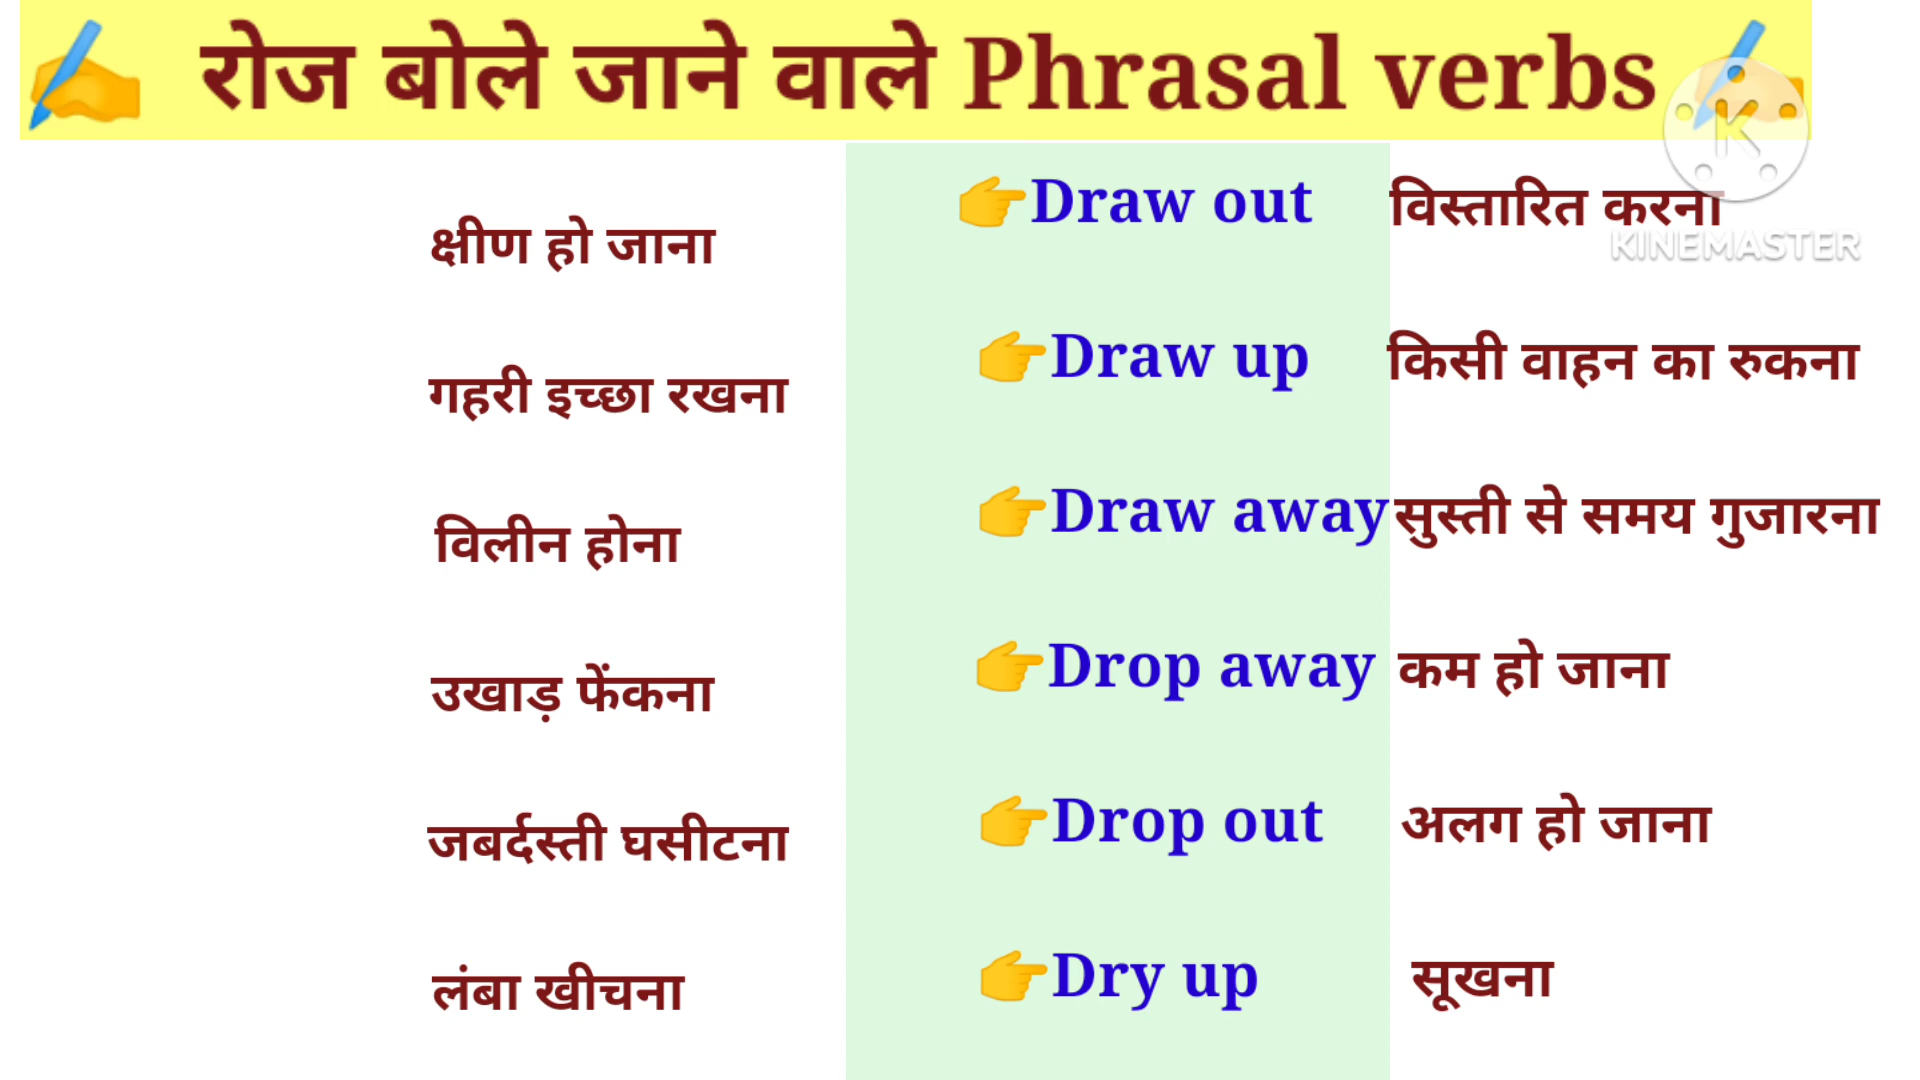 ✍ रोज बोले जाने वाले Phrasal verbs ✍
KINEMASTER
क्षीण हो जाना
गहरी इच्छा रखना
विलीन होना
उखाड़ फेंकना
जबर्दस्ती घसीटना
लंबा खीचना
👉Draw out विस्तारित करना
👉Draw up किसी वाहन का रुकना
👉Draw away सुस्ती से समय गुजारना
👉Drop away कम हो जाना
👉Drop out अलग हो जाना
👉Dry up सूखना